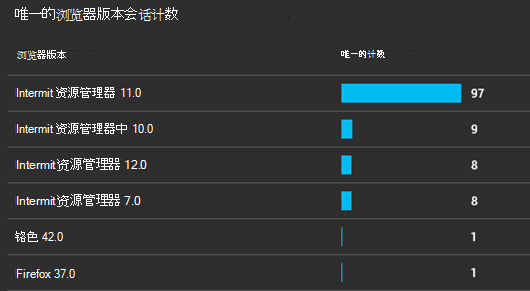 唯一的浏览器版本会话计数
浏览器版本 唯一的计数
Intermit 资源管理器 11.0 97
Intermit 资源管理器中 10.0 9
Intermit资源管理器 12.0 8
Intermit资源管理器 7.0 8
铬色 42.0 1
Firefox 37.0 1